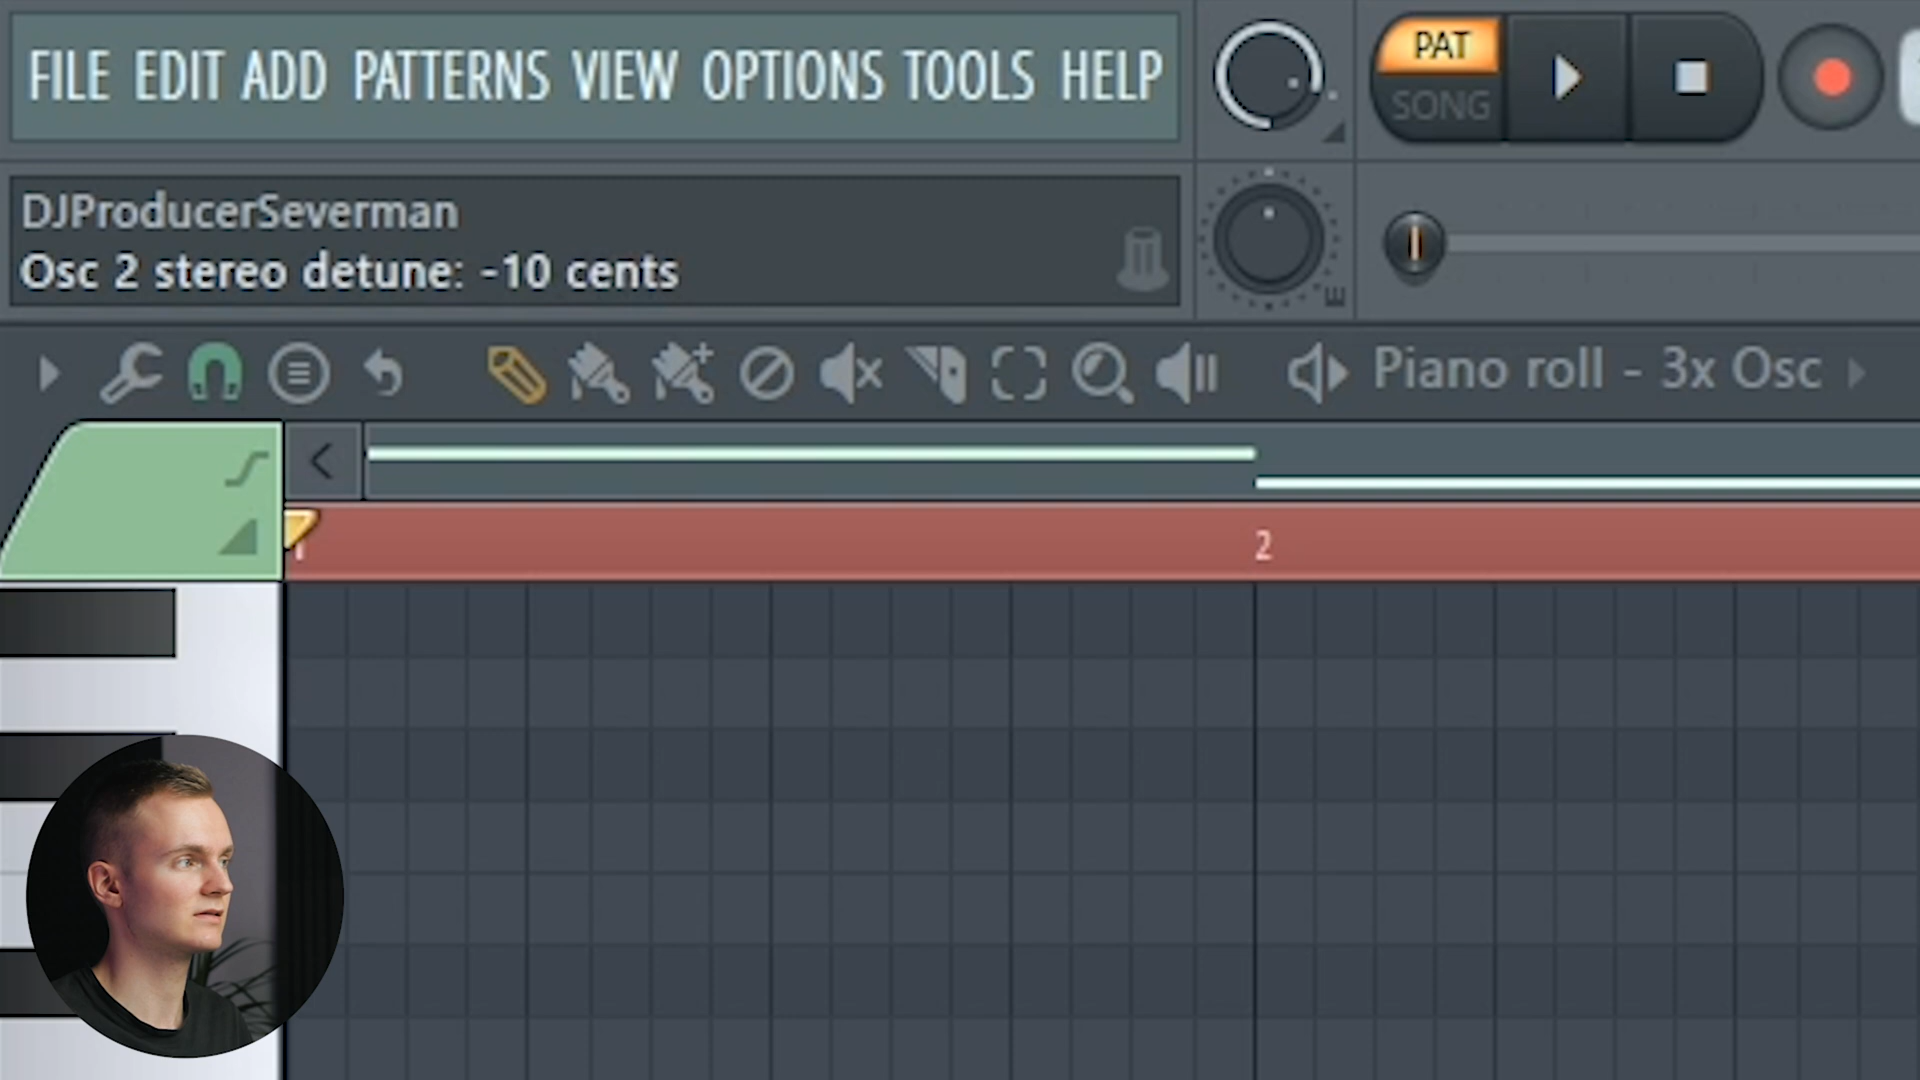 FILE EDIT ADD PATTERNS VIEW OPTIONS TOOLS HELP
PAT
SONG
DJProducerSeverman
Osc 2 stereo detune: -10 cents
Piano roll - 3x Osc
1
2